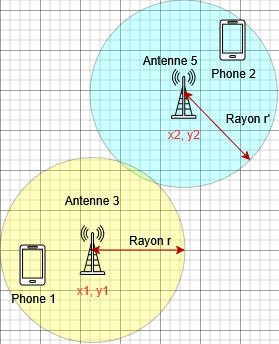 Antenne 5
Phone 2
Rayon r'
x2, y2
Antenne 3
Rayon r
x1, y1
Phone 1